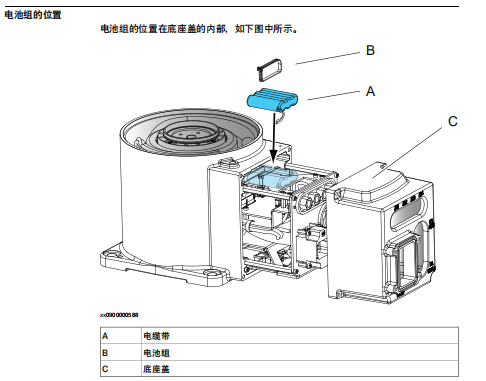 电池组的位置
电池组的位置在底座盖的内部，如下图中所示。
B
A
C
xx0900000588
A 电缆带
B 电池组
C 底座盖